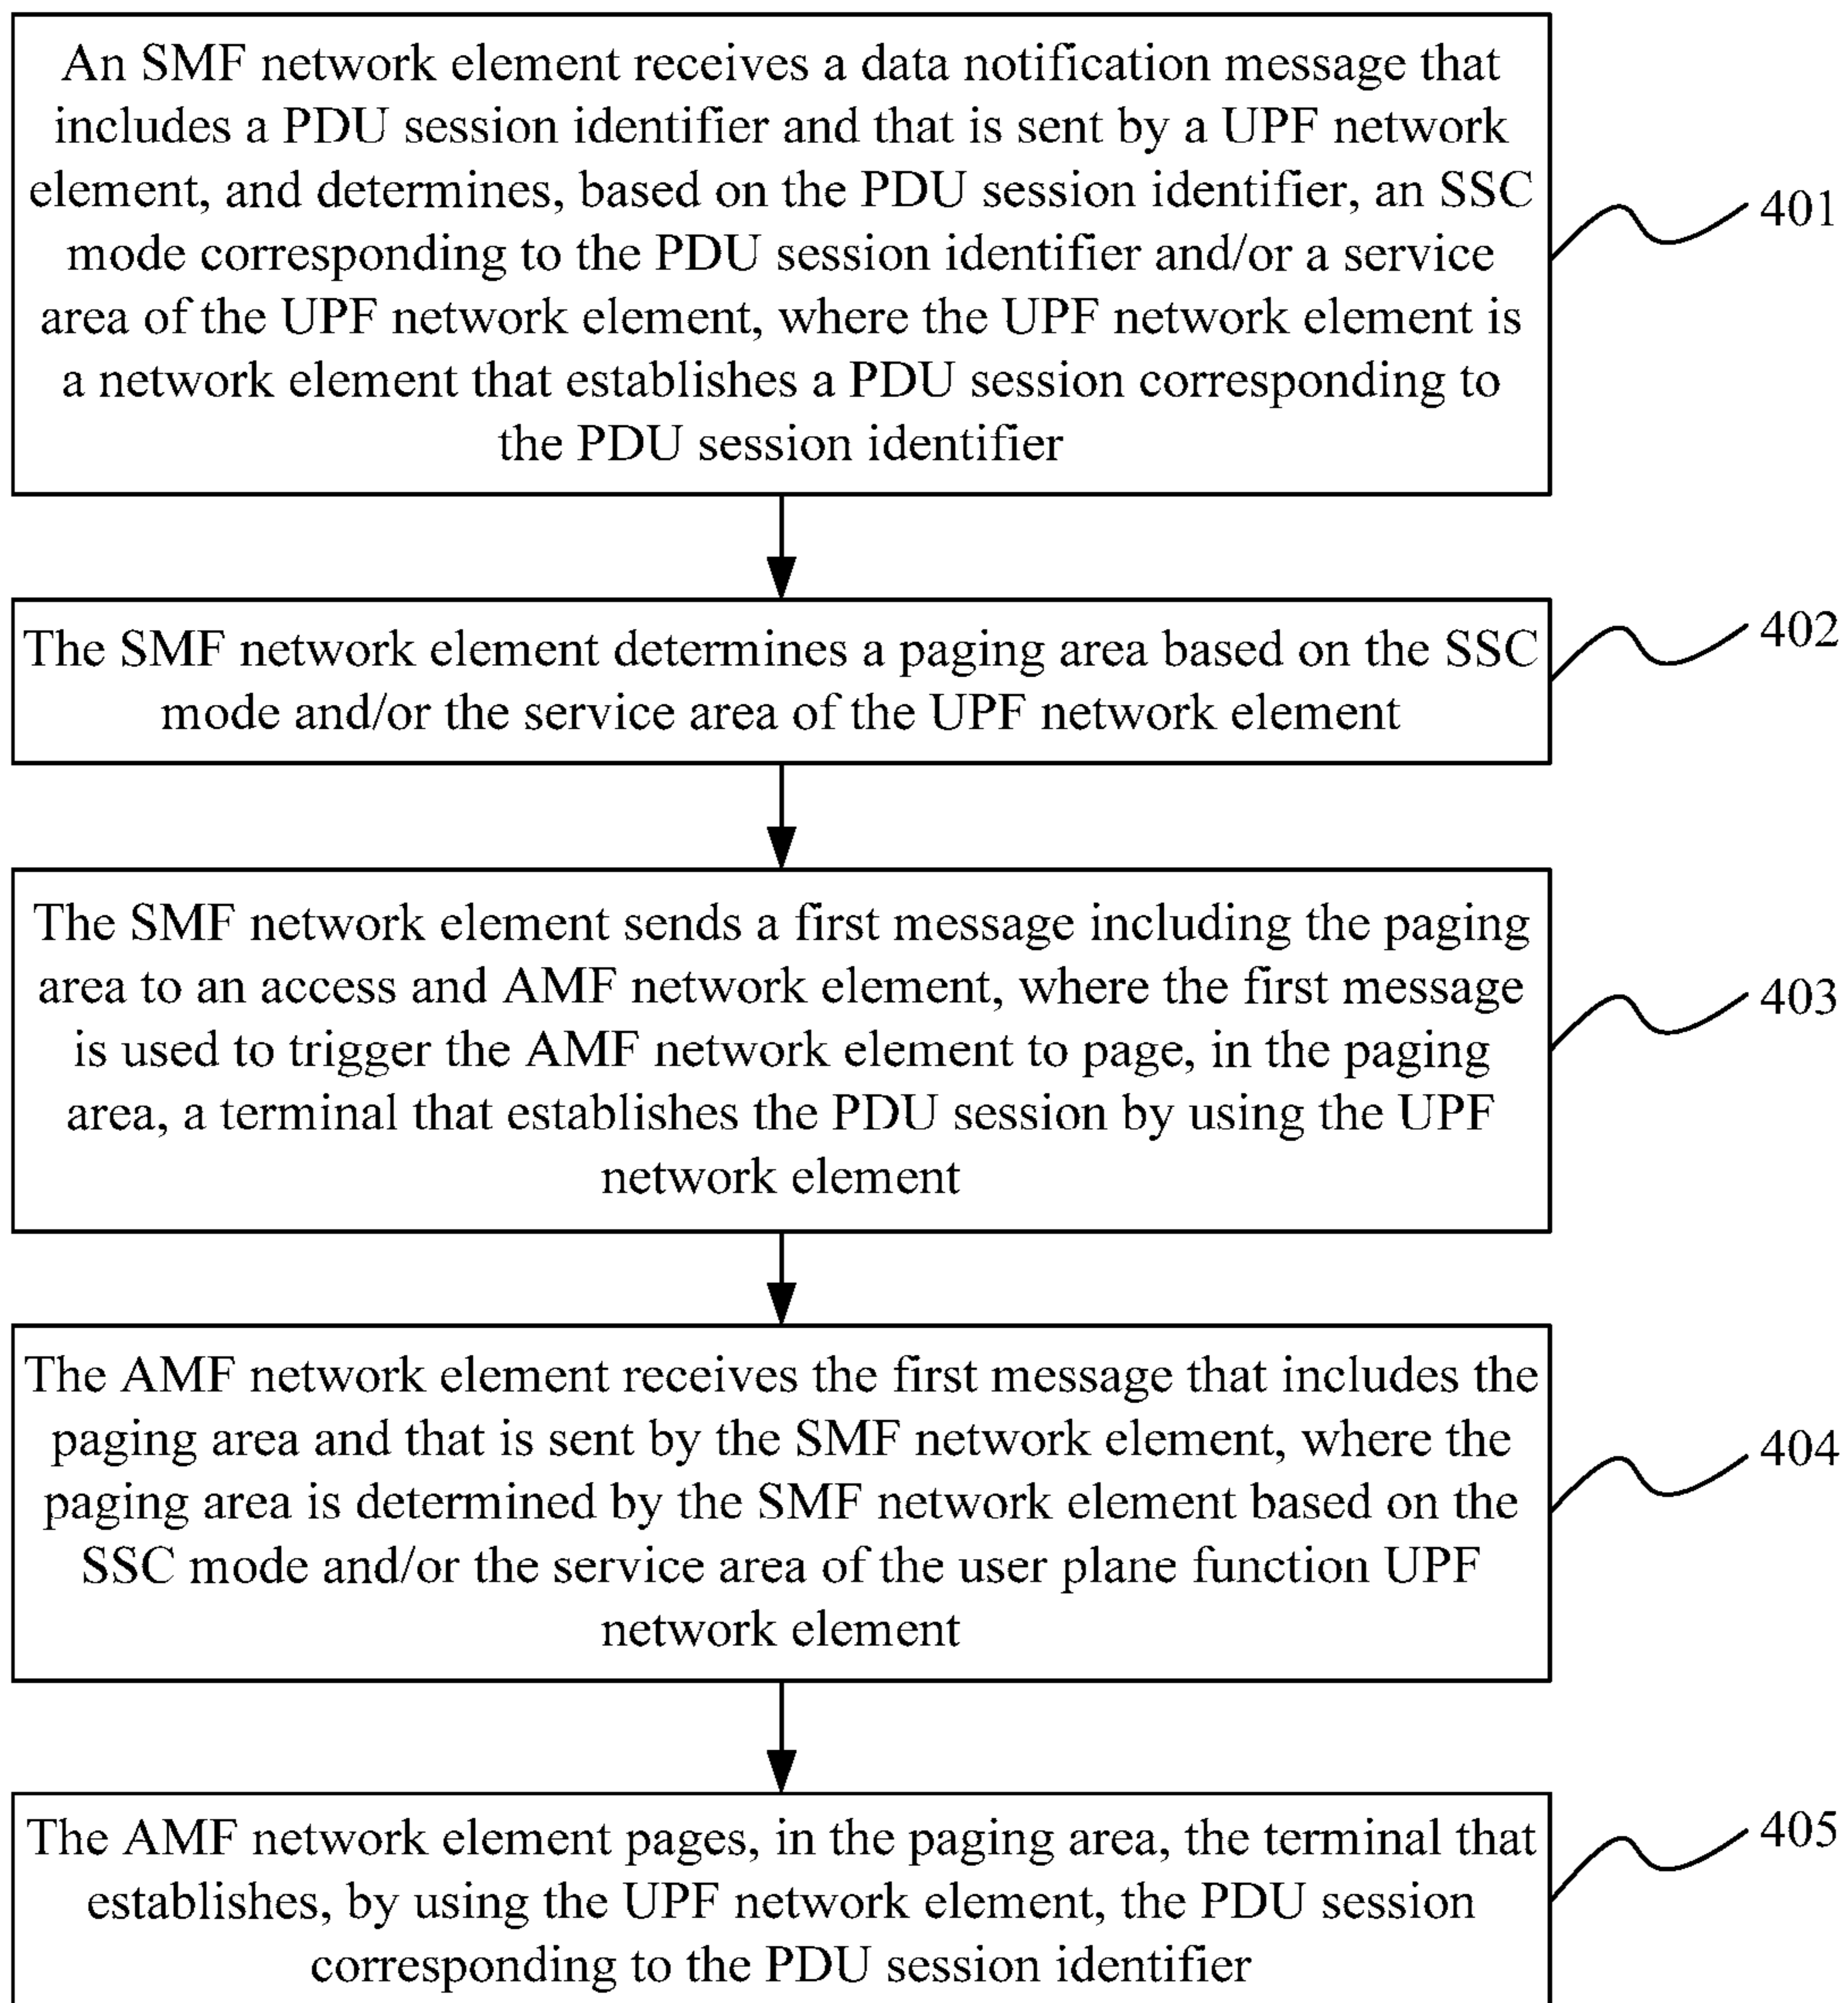 An SMF network element receives a data notification message that
includes a PDU session identifier and that is sent by a UPF network
element, and determines, based on the PDU session identifier, an SSC
mode corresponding to the PDU session identifier and/or a service
area of the UPF network element, where the UPF network element is
a network element that establishes a PDU session corresponding to
the PDU session identifier
401
The SMF network element determines a paging area based on the SSC
mode and/or the service area of the UPF network element
402
The SMF network element sends a first message including the paging
area to an access and AMF network element, where the first message
is used to trigger the AMF network element to page, in the paging
area, a terminal that establishes the PDU session by using the UPF
network element
403
The AMF network element receives the first message that includes the
paging area and that is sent by the SMF network element, where the
paging area is determined by the SMF network element based on the
SSC mode and/or the service area of the user plane function UPF
network element
404
The AMF network element pages, in the paging area, the terminal that
establishes, by using the UPF network element, the PDU session
corresponding to the PDU session identifier
405